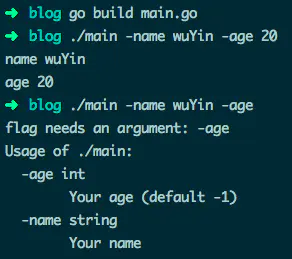 ➜ blog go build main.go
➜ blog ./main -name wuYin -age 20
name wuYin
age 20
➜ blog ./main -name wuYin -age
flag needs an argument: -age
Usage of ./main:
  -age int
        Your age (default -1)
  -name string
        Your name